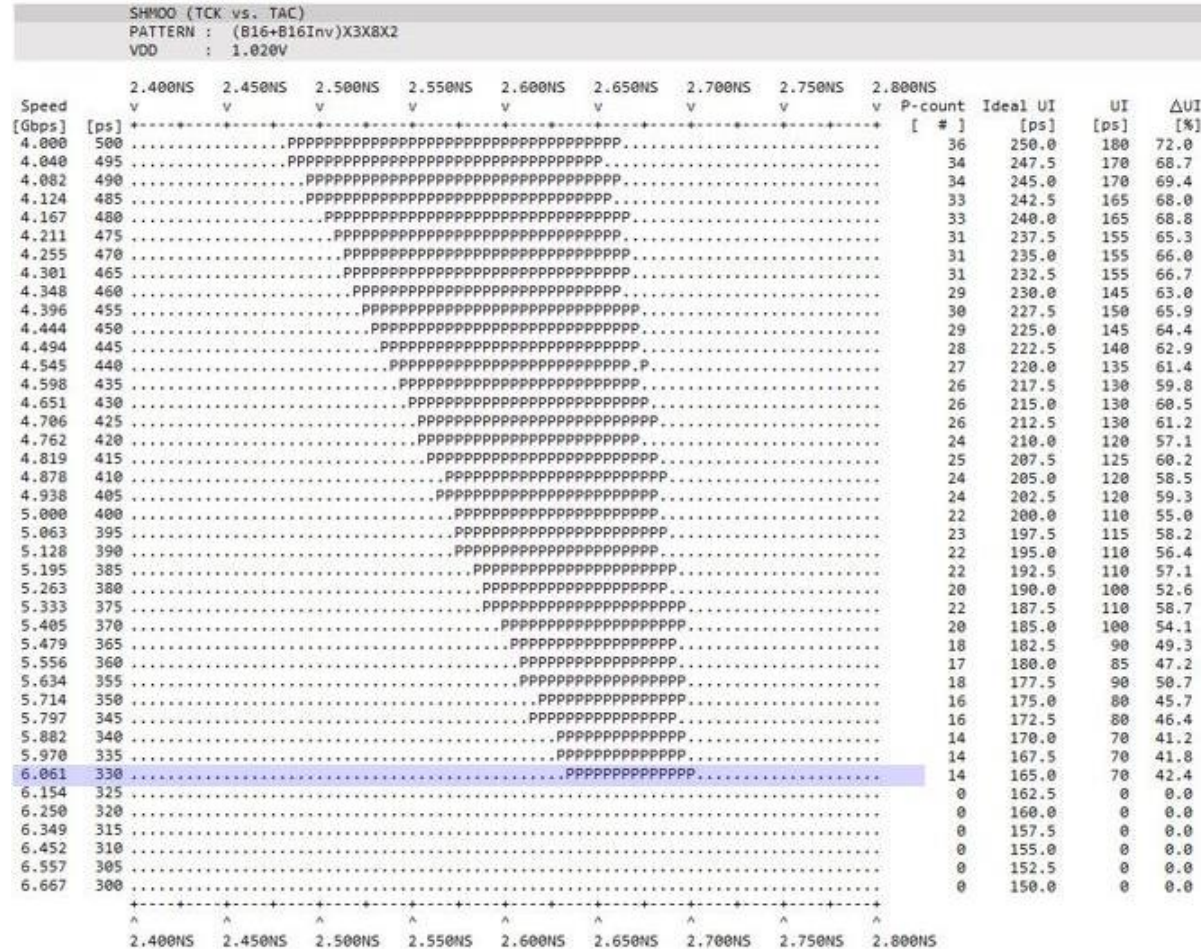 SHMOO (TCK vs. TAC)
PATTERN : (B16+B16Inv)X3X8X2
VDD : 1.020V
2.400NS 2.450NS 2.500NS 2.550NS 2.600NS 2.650NS 2.700NS 2.750NS 2.800NS
Speed v v v v v v v v v P-count Ideal UI UI ΔUI
[Gbps] [ps] [ # ] [ps] [ps] [%]
4.000 500 36 250.0 180 72.0
4.040 495 34 247.5 170 68.7
4.082 490 34 245.0 170 69.4
4.124 485 33 242.5 165 68.0
4.167 480 33 240.0 165 68.8
4.211 475 31 237.5 155 65.3
4.255 470 31 235.0 155 66.0
4.301 465 31 232.5 155 66.7
4.348 460 29 230.0 145 63.0
4.396 455 30 227.5 150 65.9
4.444 450 29 225.0 145 64.4
4.494 445 28 222.5 140 62.9
4.545 440 27 220.0 135 61.4
4.598 435 26 217.5 130 59.8
4.651 430 26 215.0 130 60.5
4.706 425 26 212.5 130 61.2
4.762 420 24 210.0 120 57.1
4.819 415 25 207.5 125 60.2
4.878 410 24 205.0 120 58.5
4.938 405 24 202.5 120 59.3
5.000 400 22 200.0 110 55.0
5.063 395 23 197.5 115 58.2
5.128 390 22 195.0 110 56.4
5.195 385 22 192.5 110 57.1
5.263 380 20 190.0 100 52.6
5.333 375 22 187.5 110 58.7
5.405 370 20 185.0 100 54.1
5.479 365 18 182.5 90 49.3
5.556 360 17 180.0 85 47.2
5.634 355 18 177.5 90 50.7
5.714 350 16 175.0 80 45.7
5.797 345 16 172.5 80 46.4
5.882 340 14 170.0 70 41.2
5.970 335 14 167.5 70 41.8
6.061 330 14 165.0 70 42.4
6.154 325 0 162.5 0 0.0
6.250 320 0 160.0 0 0.0
6.349 315 0 157.5 0 0.0
6.452 310 0 155.0 0 0.0
6.557 305 0 152.5 0 0.0
6.667 300 0 150.0 0 0.0
^ ^ ^ ^ ^ ^ ^ ^ ^
2.400NS 2.450NS 2.500NS 2.550NS 2.600NS 2.650NS 2.700NS 2.750NS 2.800NS